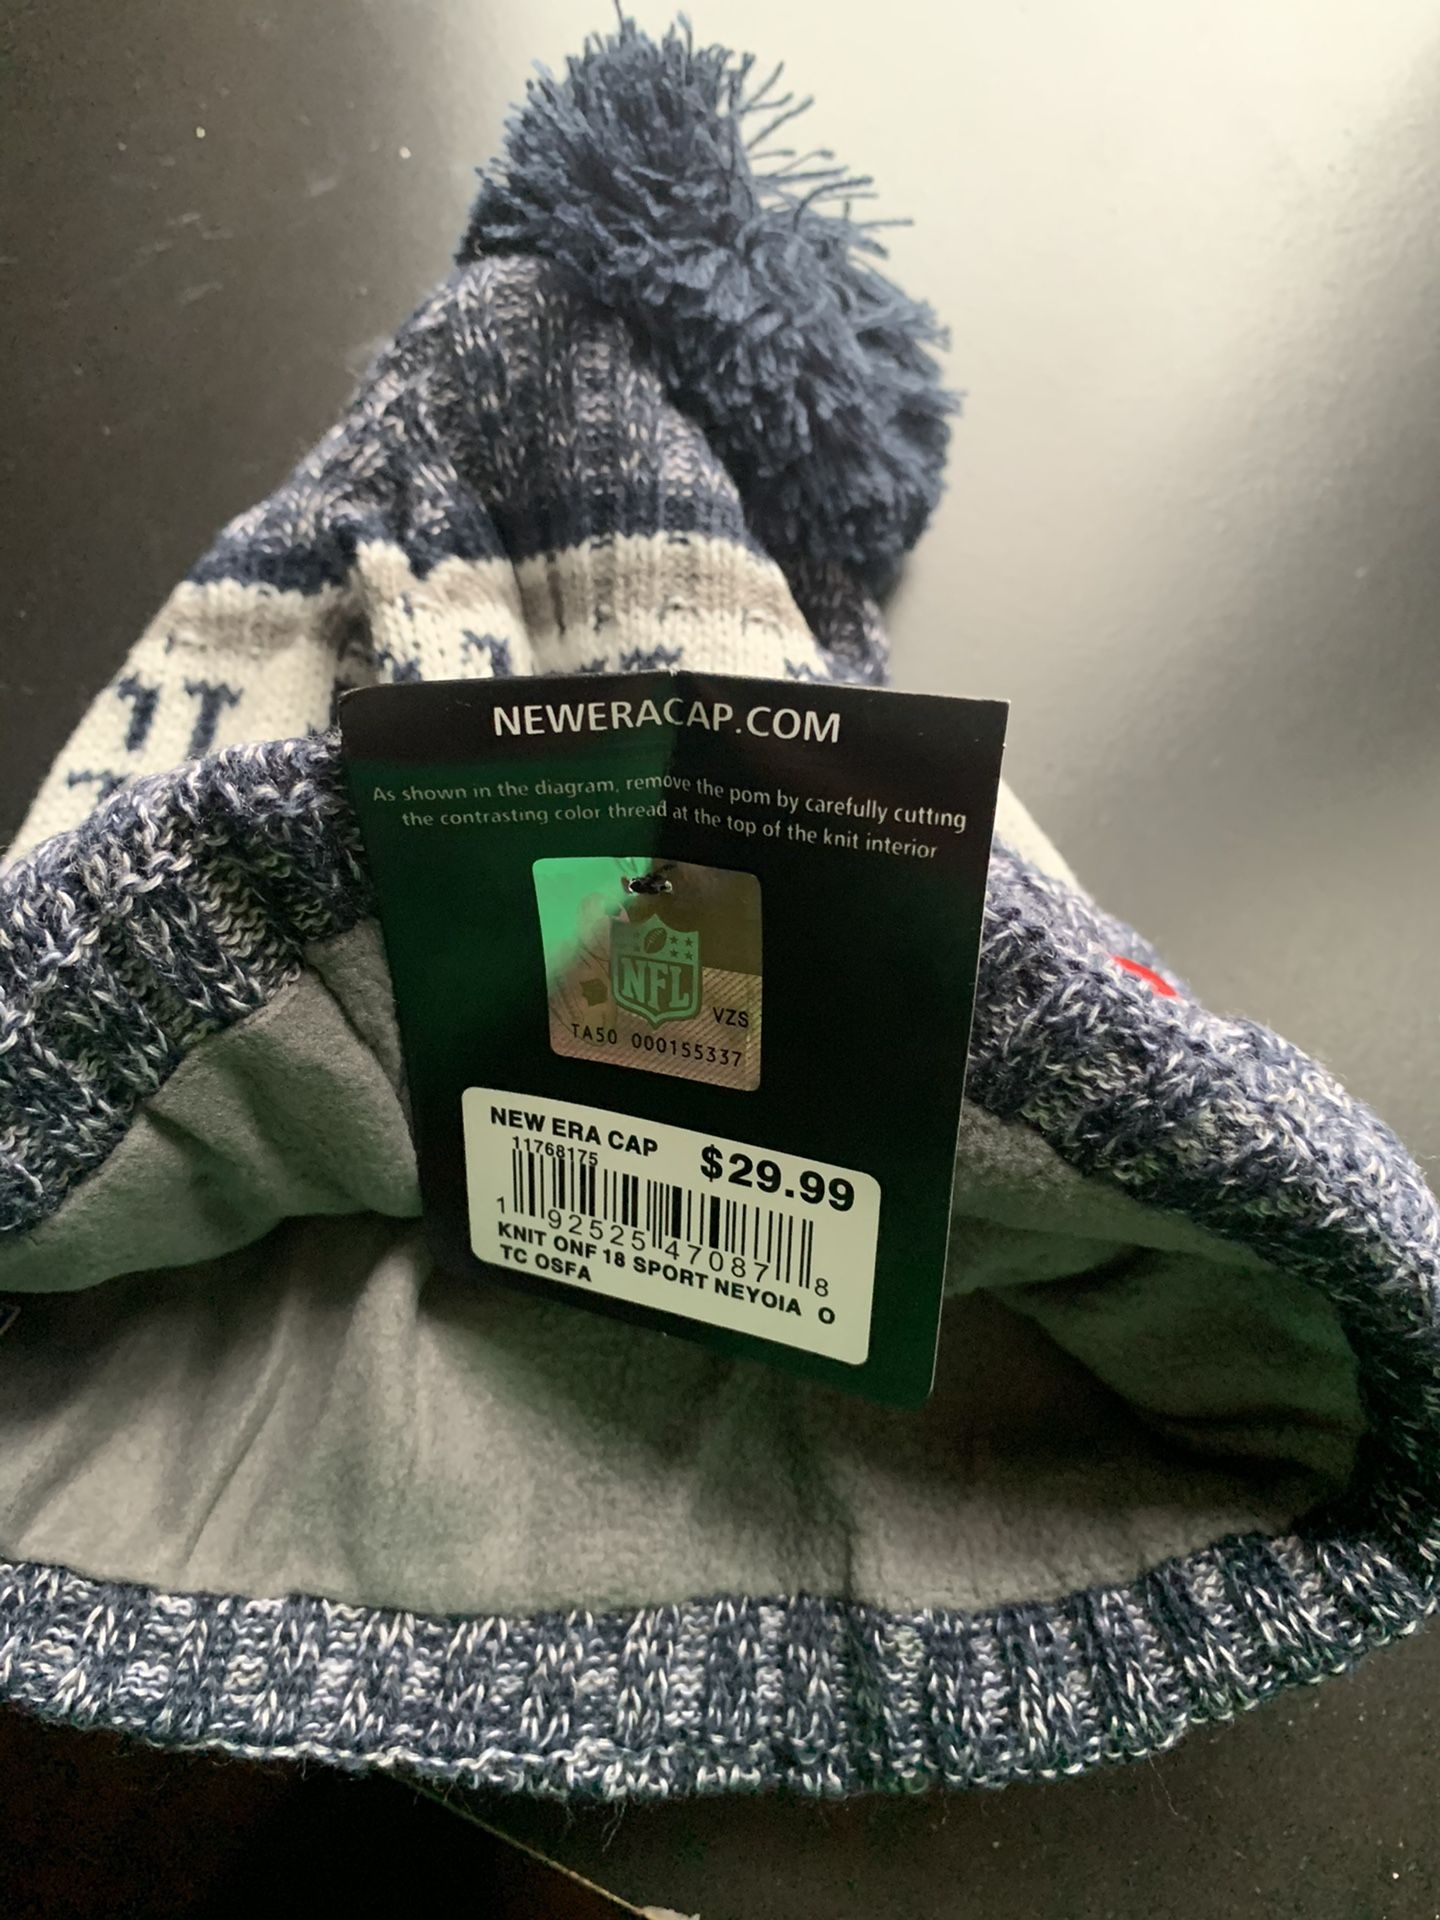 NEWERACAP.COM
As shown in the diagram, remove the pom by carefully cutting
the contrasting color thread at the top of the knit interior
NFL
VZS
TA50 000155337
NEW ERA CAP $29.99
11768175
1 92525 47087 8
KNIT ONF 18 SPORT NEYOIA O
TC OSFA